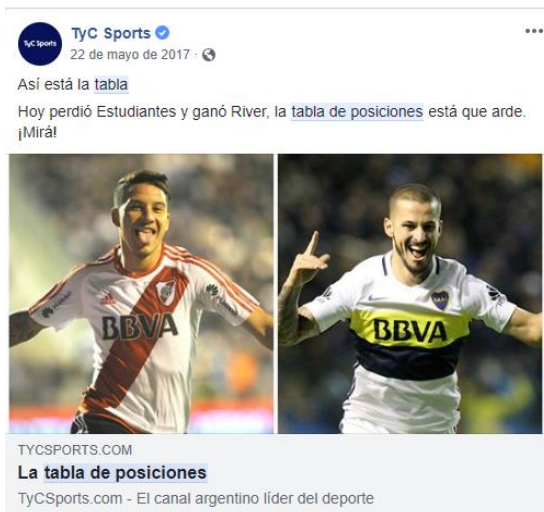 TyC Sports
TyC Sports
22 de mayo de 2017 ·
Así está la tabla
Hoy perdió Estudiantes y ganó River, la tabla de posiciones está que arde.
¡Mirá!
BBVA
BBVA
TYCSPORTS.COM
La tabla de posiciones
TyCSports.com - El canal argentino líder del deporte